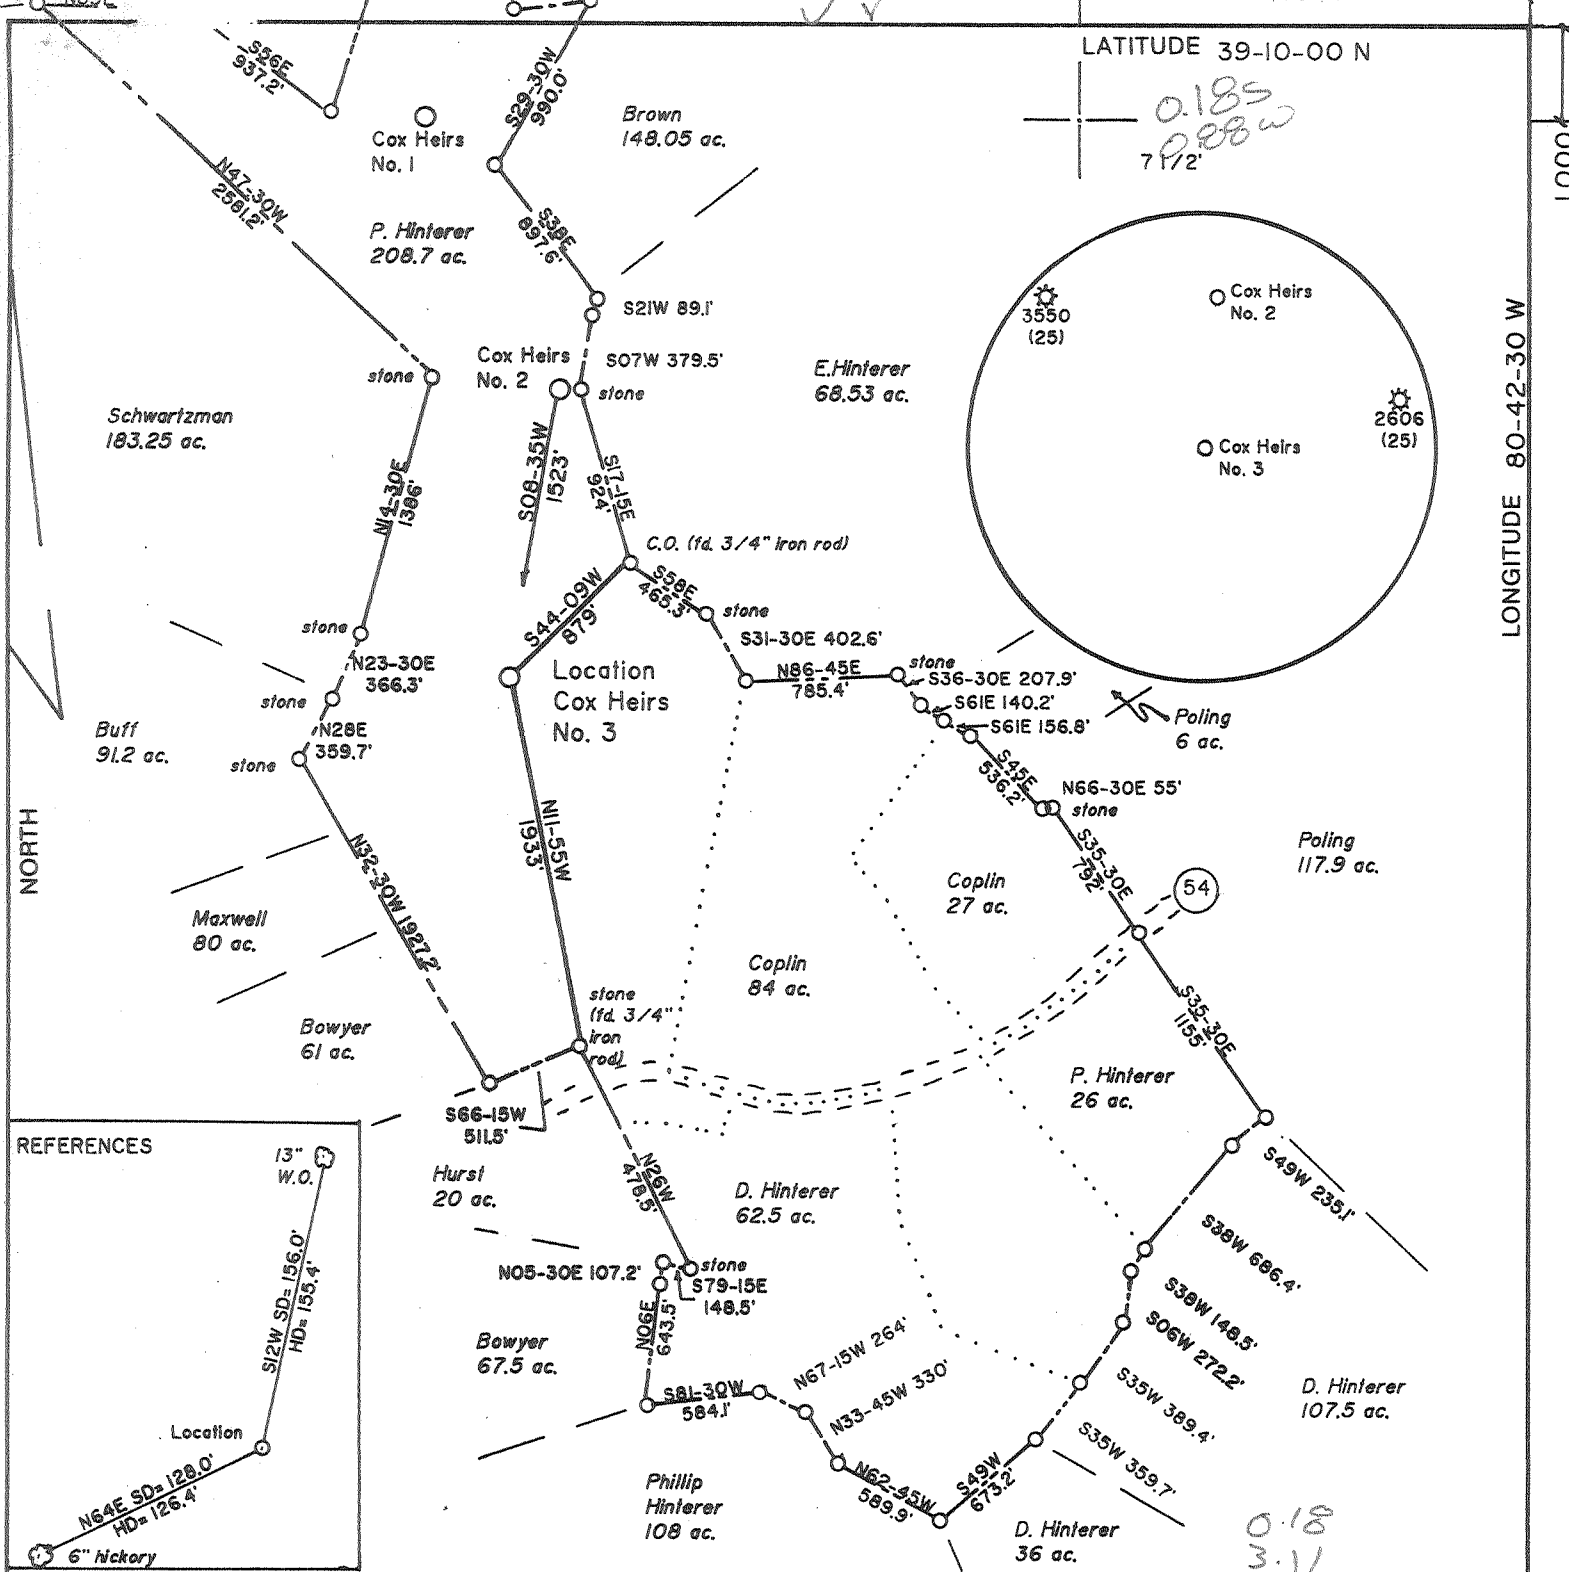 LATITUDE 39-10-00 N
0.18S
0.88W
7 1/2'
S56E
937.2'
S29-30W
990.0'
Cox Heirs
No. 1
Brown
148.05 ac.
N47-30W
2581.2'
P. Hinterer
208.7 ac.
S38E
897.6'
S21W 89.1'
S07W 379.5'
Cox Heirs
No. 2
stone
stone
E.Hinterer
68.53 ac.
3550
(25)
Cox Heirs
No. 2
2606
(25)
Cox Heirs
No. 3
LONGITUDE 80-42-30 W
Schwartzman
183.25 ac.
N14-30E
1386'
S08-35W
1523'
S17-15E
924'
C.O. (fd. 3/4" iron rod)
S58E
465.3'
stone
S44-09W
879'
stone
N23-30E
366.3'
Location
Cox Heirs
No. 3
S31-30E 402.6'
N86-45E
785.4'
stone
S36-30E 207.9'
S61E 140.2'
S61E 156.8'
Poling
6 ac.
stone
N28E
359.7'
stone
Buff
91.2 ac.
S45E
536.2'
N66-30E 55'
stone
NORTH
N32-30W 1927.2'
N11-55W
1933'
S35-30E
792'
Poling
117.9 ac.
54
Coplin
27 ac.
Maxwell
80 ac.
Coplin
84 ac.
stone
(fd. 3/4"
iron
rod)
S35-30E
1155'
Bowyer
61 ac.
P. Hinterer
26 ac.
S66-15W
511.5'
REFERENCES
13"
W.O.
Hurst
20 ac.
N26W
478.5'
D. Hinterer
62.5 ac.
S49W 235.1'
S38W 686.4'
S38W 148.5'
S06W 272.2'
S35W 389.4'
S35W 359.7'
N05-30E 107.2'
stone
S79-15E
148.5'
N06E
643.5'
S12W SD= 156.0'
HD= 155.4'
Bowyer
67.5 ac.
S81-30W
584.1'
N67-15W 264'
N33-45W 330'
D. Hinterer
107.5 ac.
Location
N64E SD= 128.0'
HD= 126.4'
6" hickory
Phillip
Hinterer
108 ac.
N62-45W
589.9'
S49W
673.2'
D. Hinterer
36 ac.
0.18
3.11